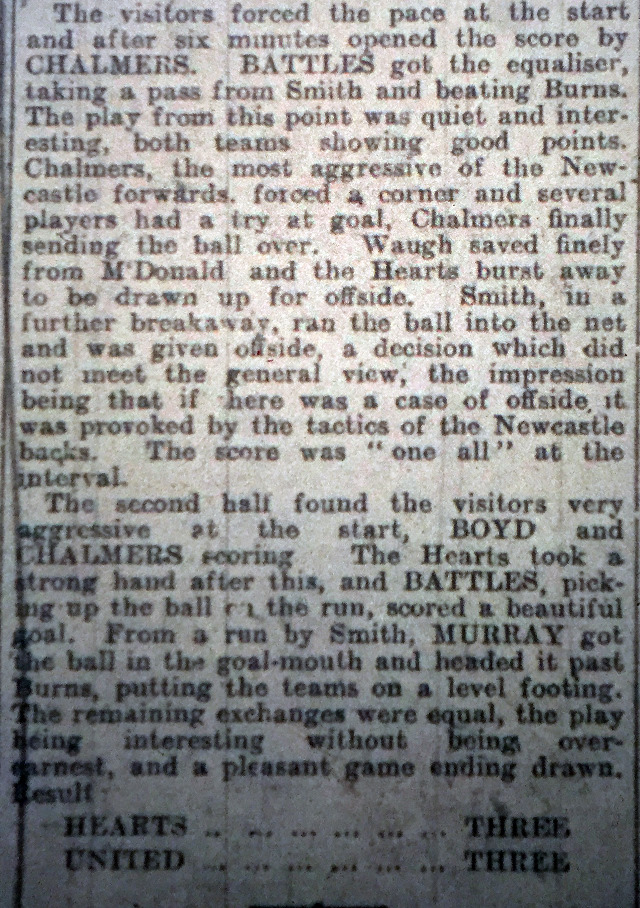 The visitors forced the pace at the start
and after six minutes opened the score by
CHALMERS. BATTLES got the equaliser,
taking a pass from Smith and beating Burns.
The play from this point was quiet and inter-
esting, both teams showing good points.
Chalmers, the most aggressive of the New-
castle forwards, forced a corner and several
players had a try at goal, Chalmers finally
sending the ball over. Waugh saved finely
from M'Donald and the Hearts burst away
to be drawn up for offside. Smith, in a
further breakaway, ran the ball into the net
and was given offside, a decision which did
not meet the general view, the impression
being that if here was a case of offside it
was provoked by the tactics of the Newcastle
backs. The score was "one all" at the
interval.
The second half found the visitors very
aggressive at the start, BOYD and
CHALMERS scoring The Hearts took a
strong hand after this, and BATTLES, pick-
ing up the ball on the run, scored a beautiful
goal. From a run by Smith, MURRAY got
the ball in the goal-mouth and headed it past
Burns, putting the teams on a level footing.
The remaining exchanges were equal, the play
being interesting without being over-
earnest, and a pleasant game ending drawn.
Result
HEARTS .. ... ... ... ... ... THREE
UNITED ... ... ... ... ... ... THREE